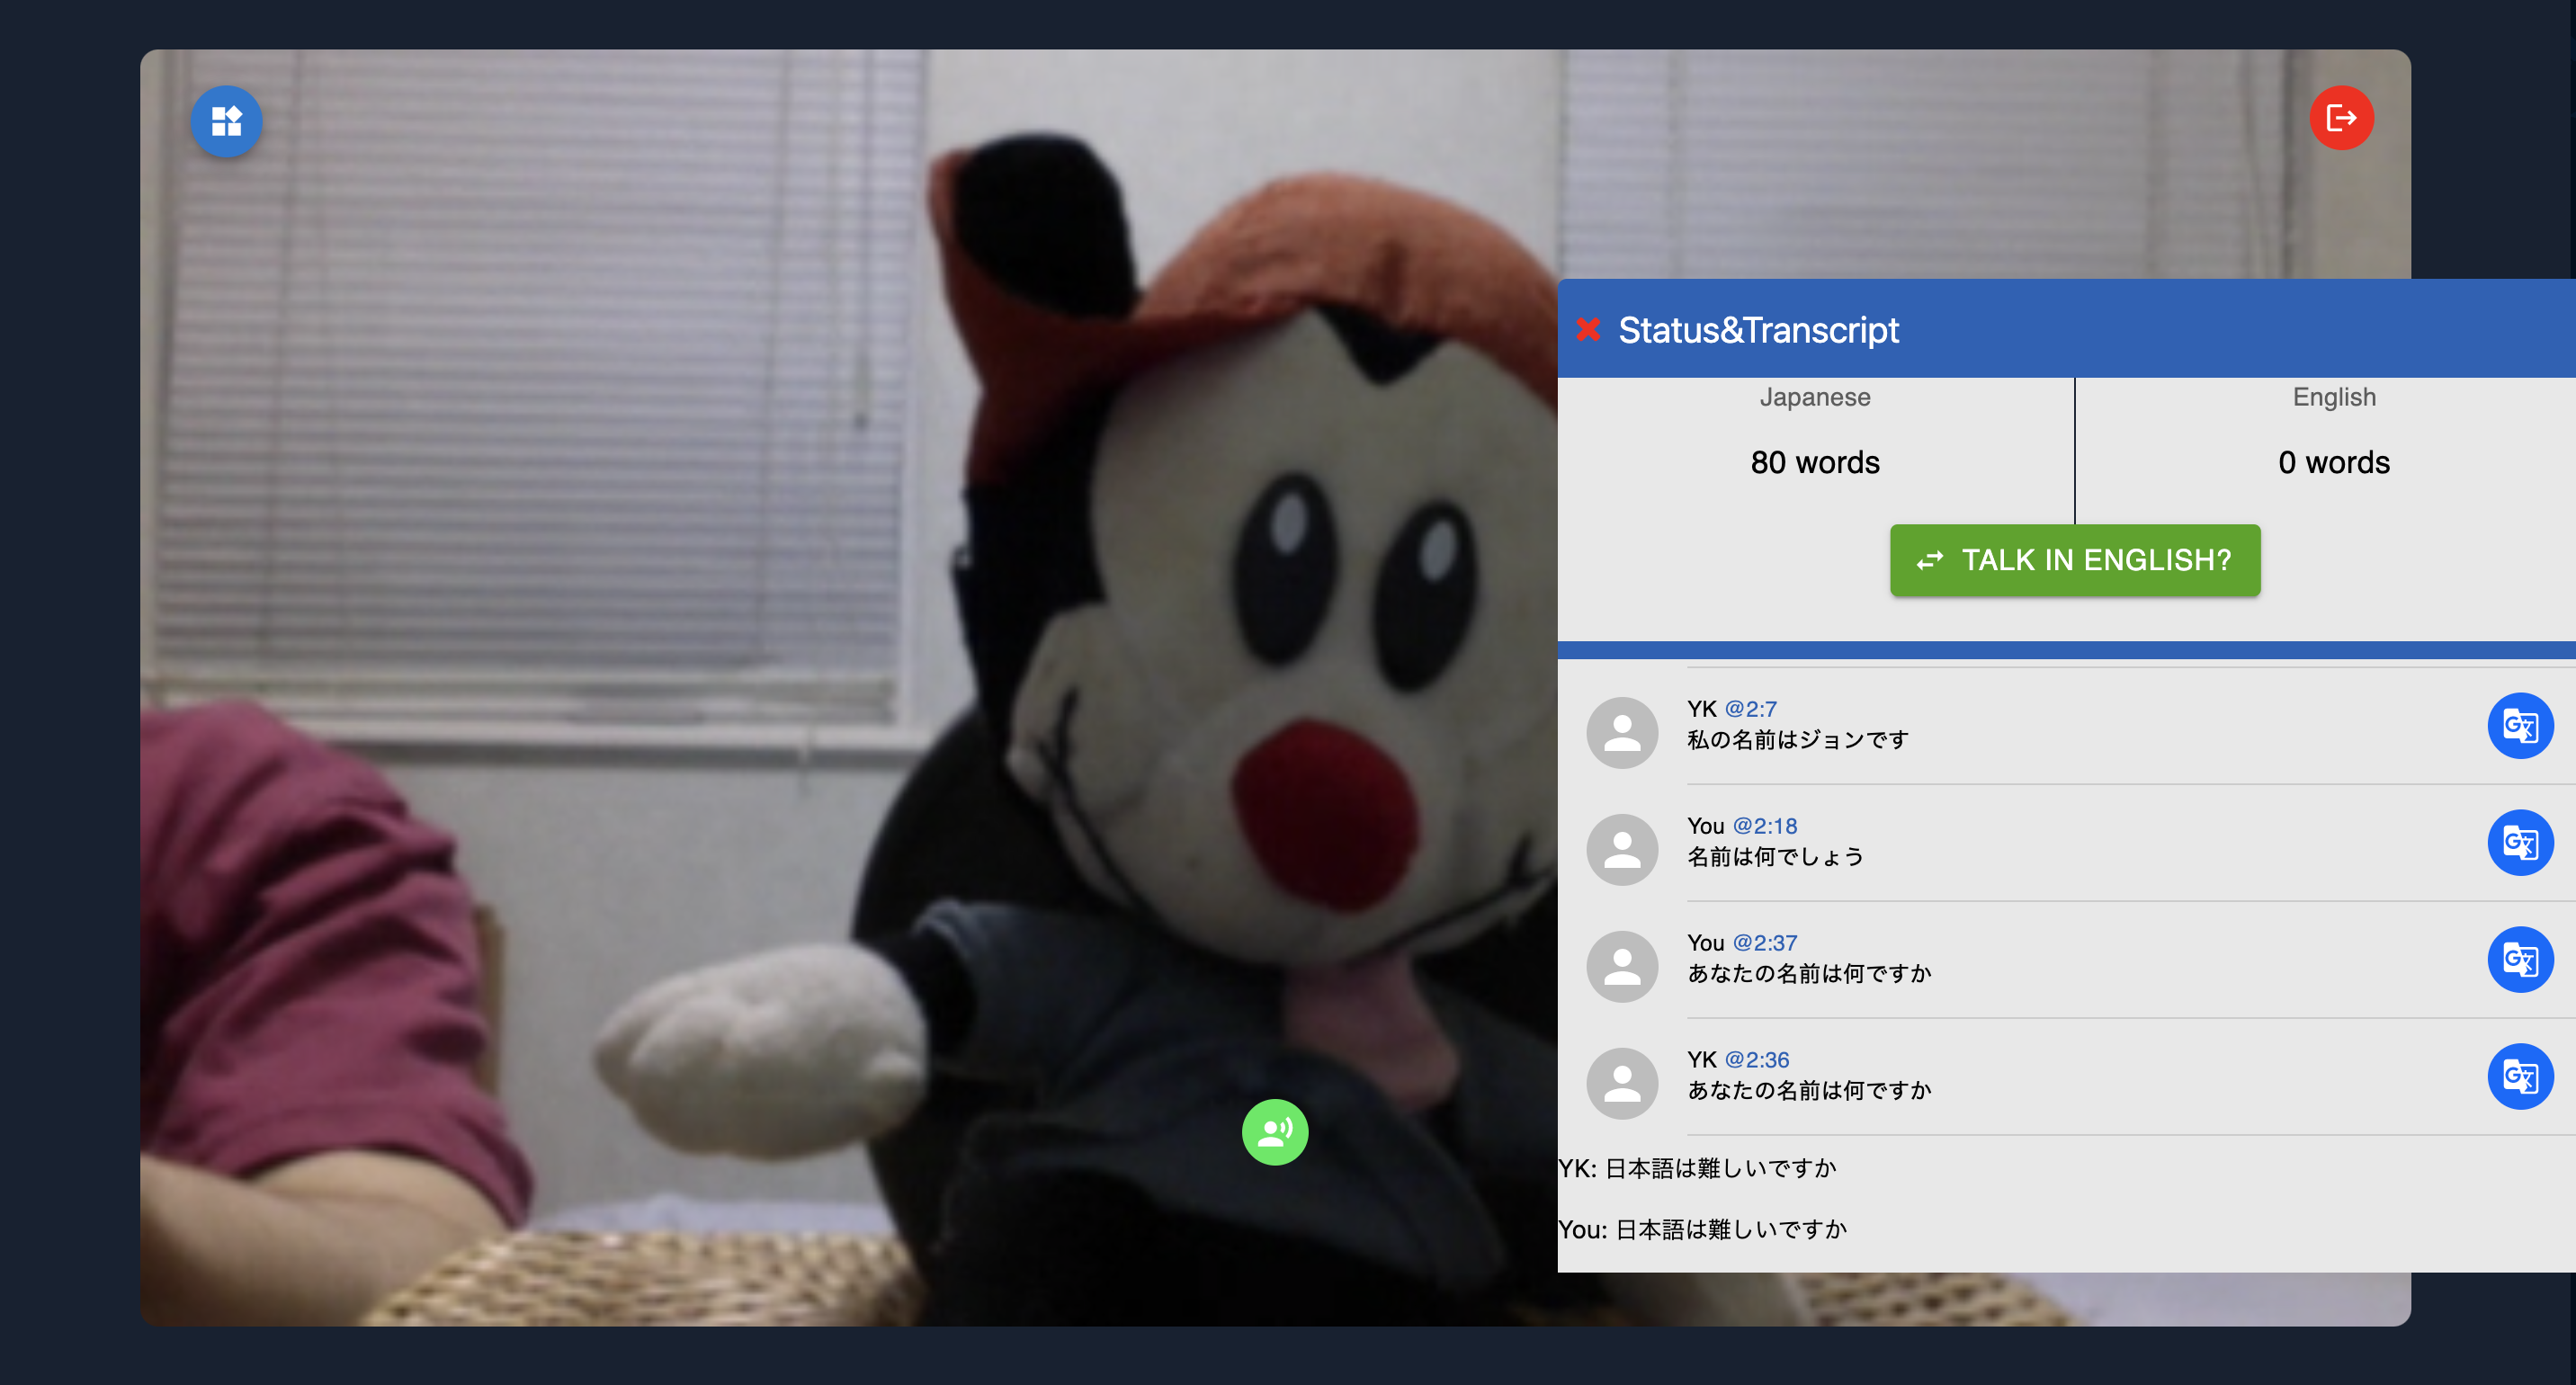 Status&Transcript
Japanese
English
80 words
0 words
TALK IN ENGLISH?
YK @2:7
私の名前はジョンです
You @2:18
名前は何でしょう
You @2:37
あなたの名前は何ですか
YK @2:36
あなたの名前は何ですか
YK: 日本語は難しいですか
You: 日本語は難しいですか